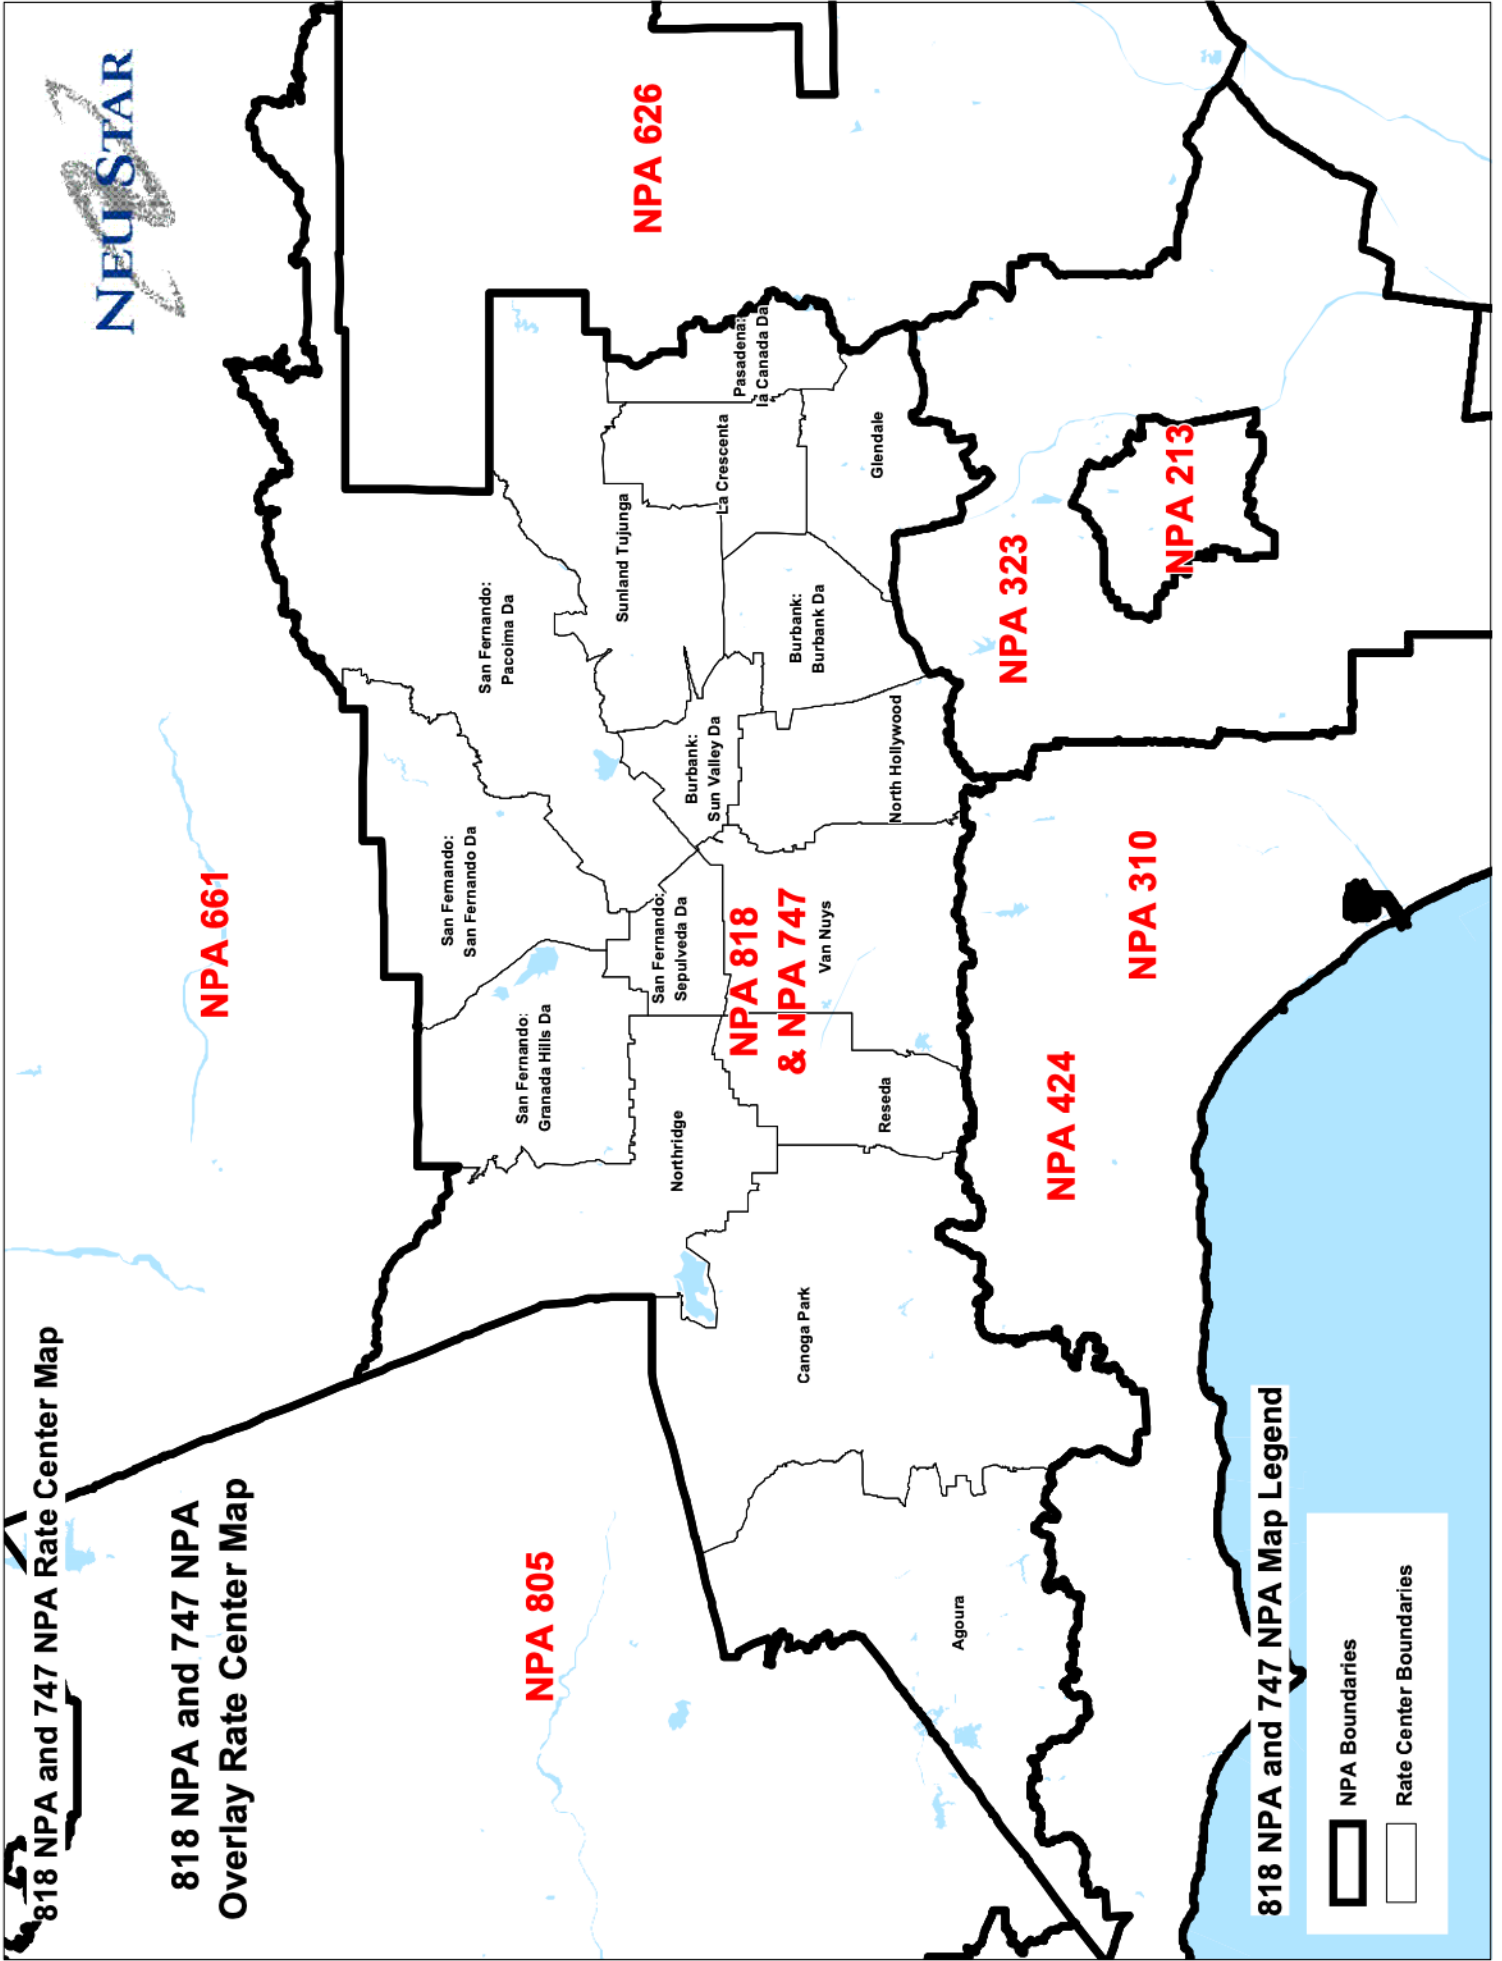 818 NPA and 747 NPA Rate Center Map
NEUSTAR
818 NPA and 747 NPA
Overlay Rate Center Map
NPA 661
NPA 805
NPA 626
San Fernando:
San Fernando Da
San Fernando:
Pacoima Da
San Fernando:
Granada Hills Da
Sunland Tujunga
San Fernando:
Sepulveda Da
Northridge
Burbank:
Sun Valley Da
La Crescenta
Pasadena:
la Canada Da
NPA 818
& NPA 747
Burbank:
Burbank Da
Canoga Park
Van Nuys
Glendale
Reseda
North Hollywood
Agoura
NPA 323
NPA 424
NPA 310
NPA 213
818 NPA and 747 NPA Map Legend
NPA Boundaries
Rate Center Boundaries